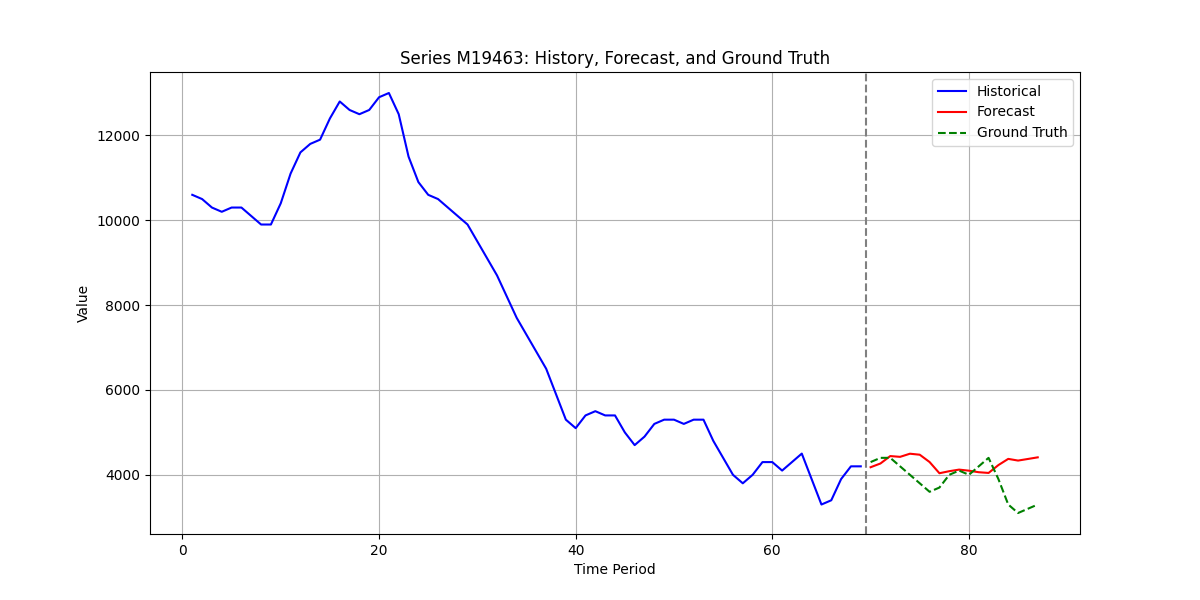 Series M19463: History, Forecast, and Ground Truth
Historical
Forecast
Ground Truth
12000
10000
8000
6000
4000
Value
0
20
40
60
80
Time Period